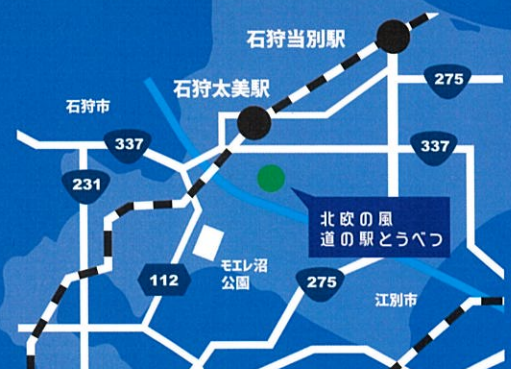 石狩当別駅
275
石狩太美駅
石狩市
337
337
231
北欧の風
道の駅とうべつ
モエレ沼
公園
112
275
江別市